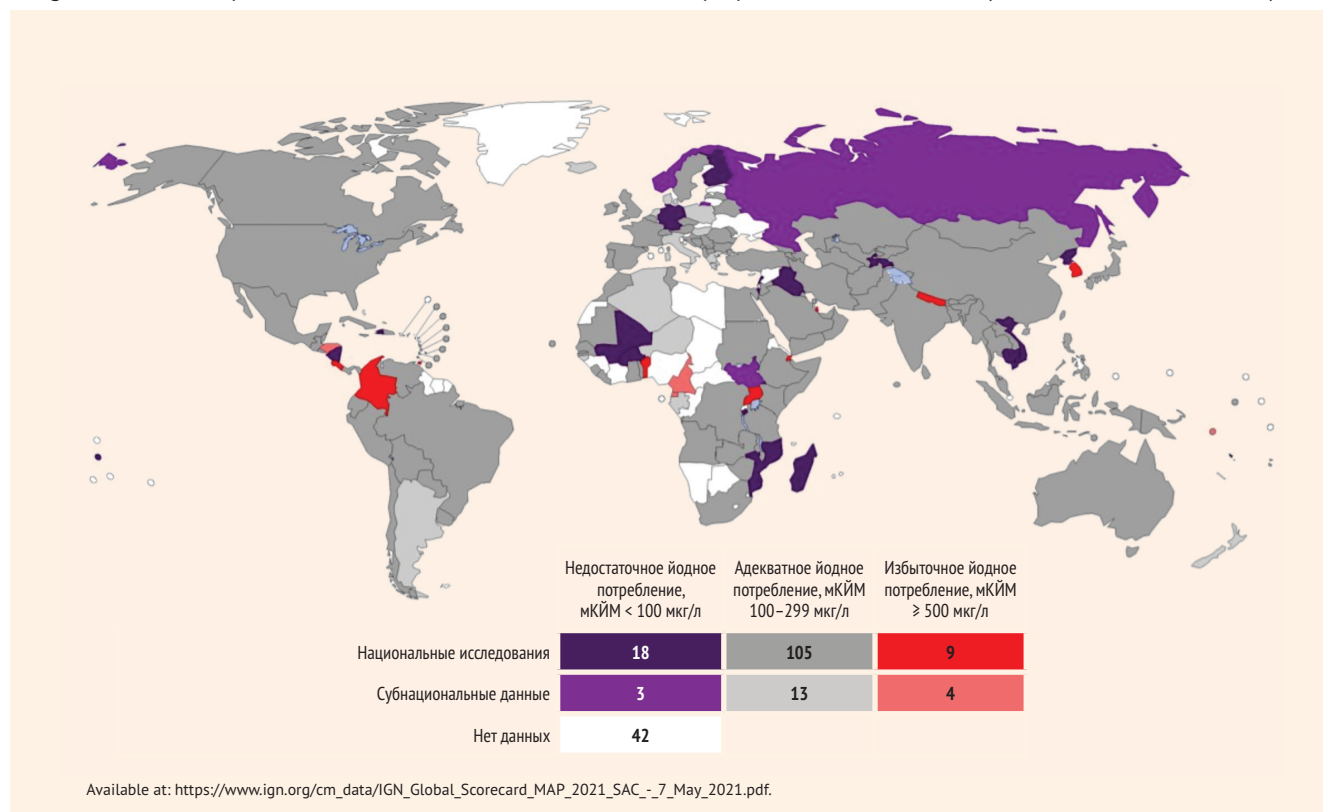 Недостаточное йодное
потребление,
мКЙМ < 100 мкг/л
Адекватное йодное
потребление, мКЙМ
100–299 мкг/л
Избыточное йодное
потребление, мКЙМ
⩾ 500 мкг/л
Национальные исследования 18 105 9
Субнациональные данные 3 13 4
Нет данных 42
Available at: https://www.ign.org/cm_data/IGN_Global_Scorecard_MAP_2021_SAC_-_7_May_2021.pdf.